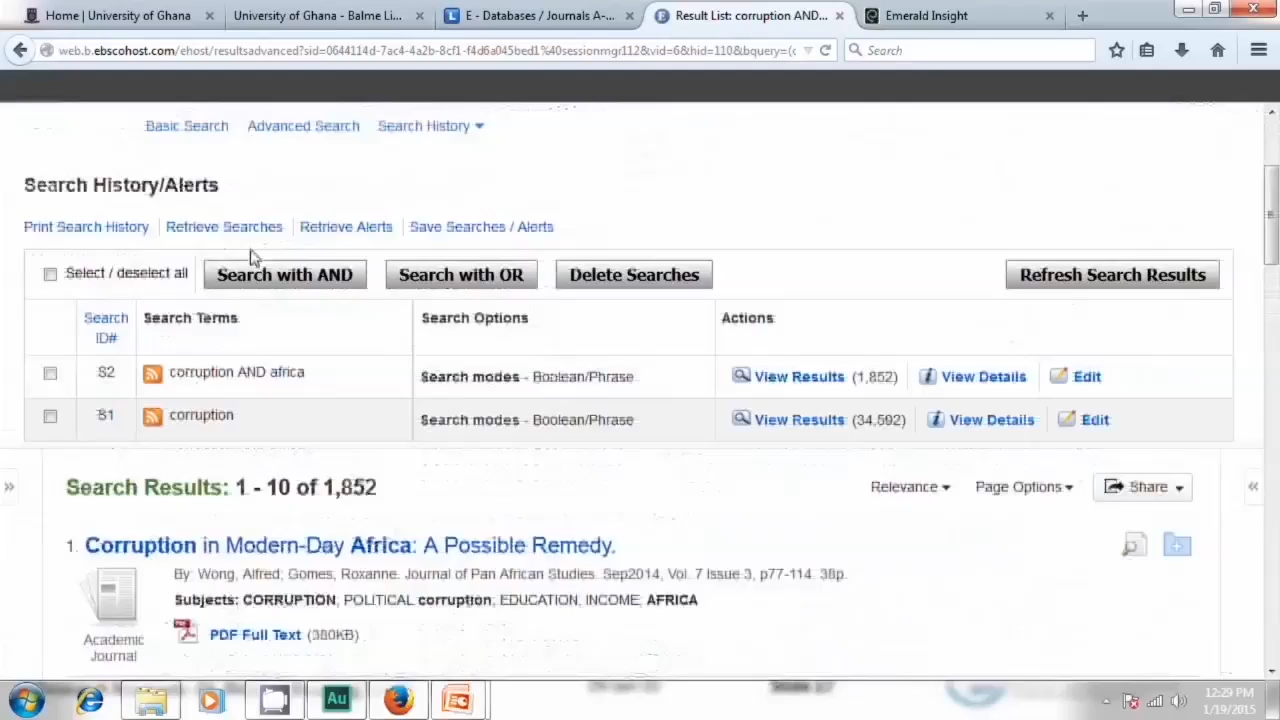 Home | University of Ghana
University of Ghana - Balme Li...
E - Databases / Journals A-...
Result List: corruption AND...
Emerald Insight
web.b.ebscohost.com/ehost/resultsadvanced?sid=0644114d-7ac4-4a2b-8cf1-f4d6a045bed1%40sessionmgr112&vid=6&hid=110&bquery=(c
Search
Basic Search Advanced Search Search History
Search History/Alerts
Print Search History Retrieve Searches Retrieve Alerts Save Searches / Alerts
Select / deselect all Search with AND Search with OR Delete Searches Refresh Search Results
Search ID# Search Terms Search Options Actions
S2 corruption AND africa Search modes - Boolean/Phrase View Results (1,852) View Details Edit
S1 corruption Search modes - Boolean/Phrase View Results (34,592) View Details Edit
Search Results: 1 - 10 of 1,852 Relevance Page Options Share
1. Corruption in Modern-Day Africa: A Possible Remedy.
By: Wong, Alfred; Gomes, Roxanne. Journal of Pan African Studies. Sep2014, Vol. 7 Issue 3, p77-114. 38p.
Subjects: CORRUPTION; POLITICAL corruption; EDUCATION; INCOME; AFRICA
Academic Journal
PDF Full Text (380KB)
Au
12:29 PM
1/19/2015